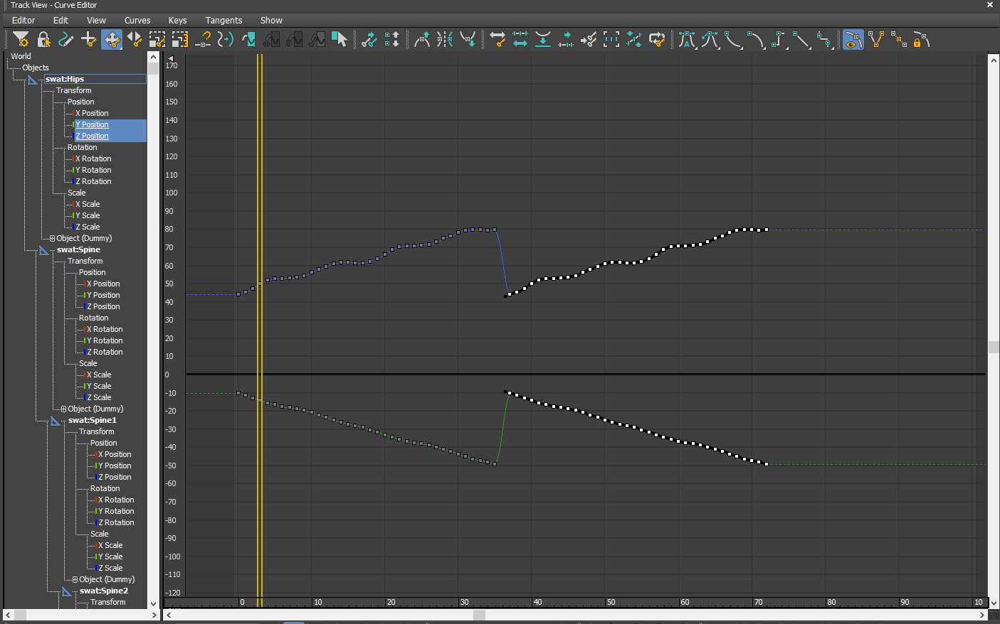 Track View - Curve Editor
Editor Edit View Curves Keys Tangents Show
World
Objects
swat:Hips
Transform
Position
X Position
Y Position
Z Position
Rotation
X Rotation
Y Rotation
Z Rotation
Scale
X Scale
Y Scale
Z Scale
Object (Dummy)
swat:Spine
Transform
Position
X Position
Y Position
Z Position
Rotation
X Rotation
Y Rotation
Z Rotation
Scale
X Scale
Y Scale
Z Scale
Object (Dummy)
swat:Spine1
Transform
Position
X Position
Y Position
Z Position
Rotation
X Rotation
Y Rotation
Z Rotation
Scale
X Scale
Y Scale
Z Scale
Object (Dummy)
swat:Spine2
Transform
170
160
150
140
130
120
110
100
90
80
70
60
50
40
30
20
10
0
-10
-20
-30
-40
-50
-60
-70
-80
-90
-100
-110
-120
0 10 20 30 40 50 60 70 80 90 10